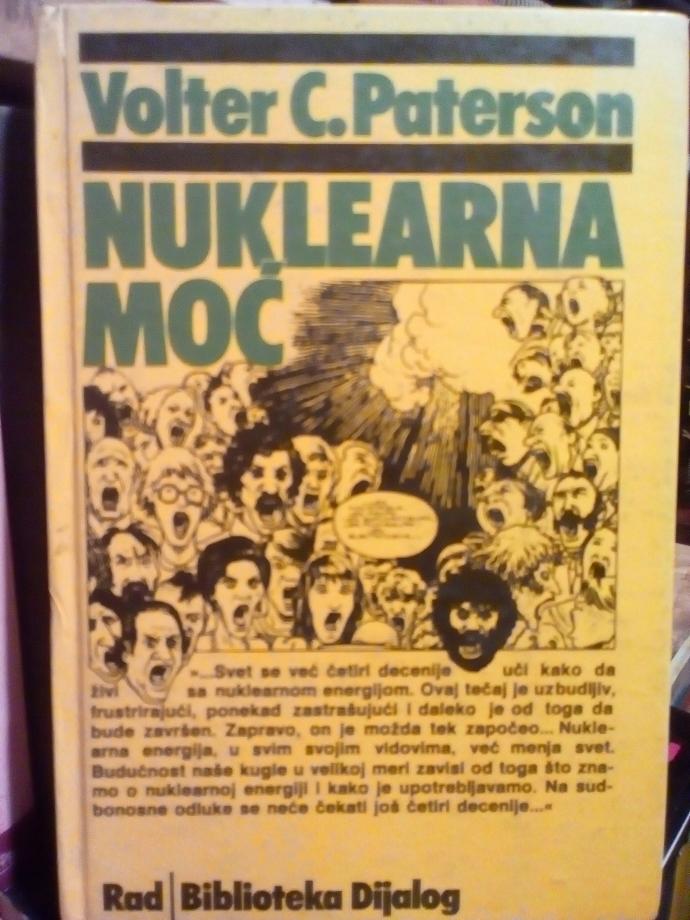 Volter C. Paterson
NUKLEARNA
MOĆ
»...Svet se već četiri decenije uči kako da
živi sa nuklearnom energijom. Ovaj tečaj je uzbudljiv,
frustrirajući, ponekad zastrašujući i daleko je od toga da
bude završen. Zapravo, on je možda tek započeo... Nukle-
arna energija, u svim svojim vidovima, već menja svet.
Budućnost naše kugle u velikoj meri zavisi od toga što zna-
mo o nuklearnoj energiji i kako je upotrebljavamo. Na sud-
bonosne odluke se neće čekati još četiri decenije...«
Rad Biblioteka Dijalog